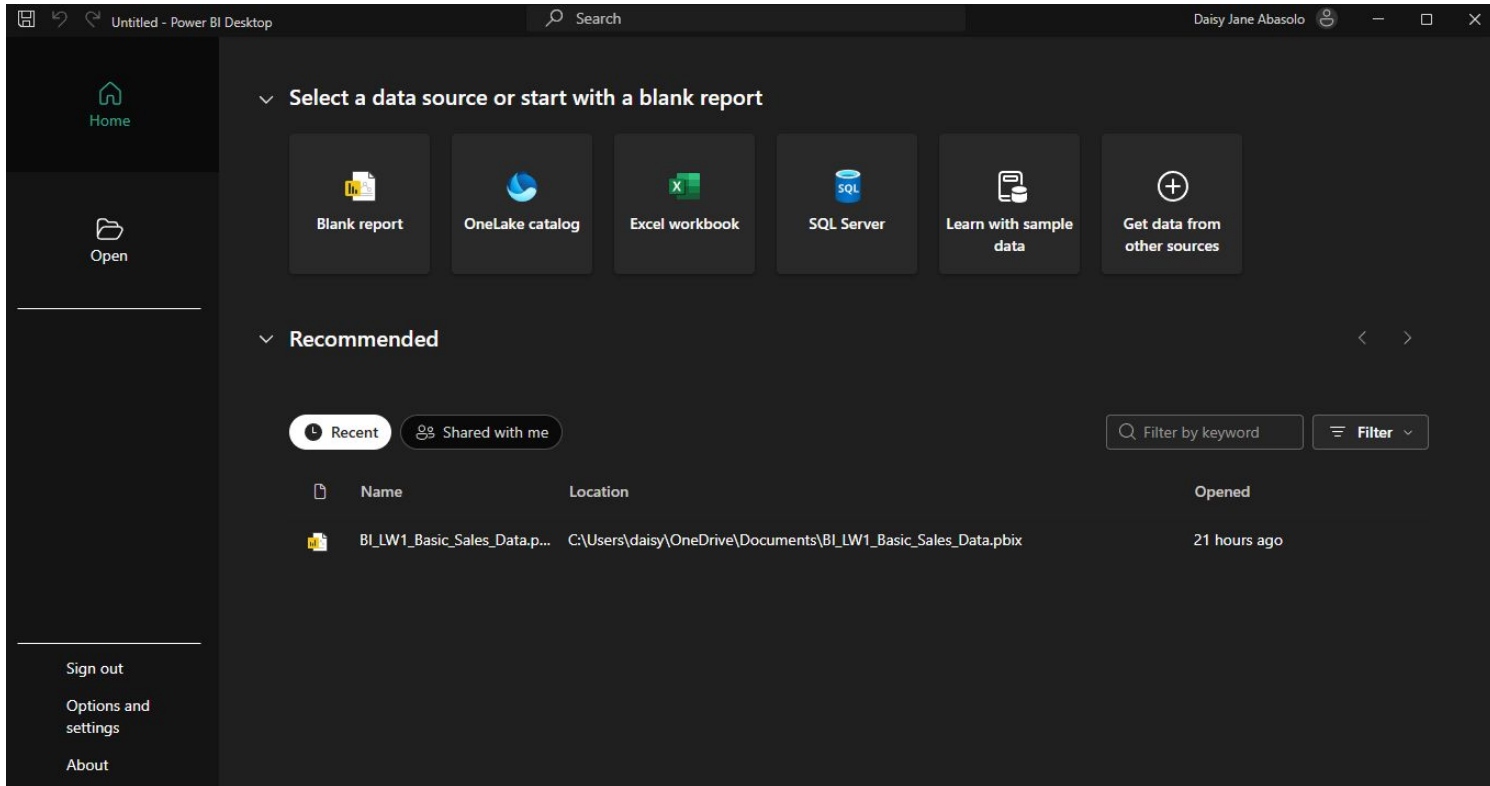 Untitled - Power BI Desktop
Search
Daisy Jane Abasolo
Home
Open
Select a data source or start with a blank report
Blank report
OneLake catalog
Excel workbook
SQL
SQL Server
Learn with sample
data
Get data from
other sources
Recommended
Recent
Shared with me
Filter by keyword
Filter
Name
Location
Opened
BI_LW1_Basic_Sales_Data.p...
C:\Users\daisy\OneDrive\Documents\BI_LW1_Basic_Sales_Data.pbix
21 hours ago
Sign out
Options and
settings
About